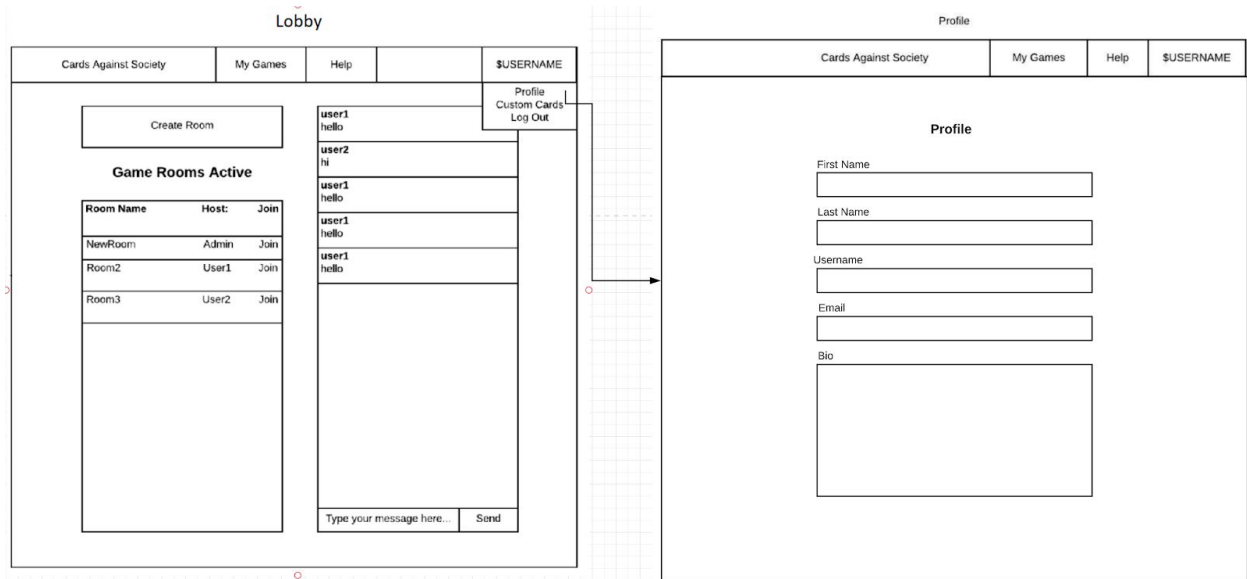 Lobby
Cards Against Society My Games Help $USERNAME
Profile
Custom Cards
Log Out
Create Room
Game Rooms Active
Room Name Host: Join
NewRoom Admin Join
Room2 User1 Join
Room3 User2 Join
user1
hello
user2
hi
user1
hello
user1
hello
user1
hello
Type your message here... Send
Profile
Cards Against Society My Games Help $USERNAME
Profile
First Name
Last Name
Username
Email
Bio